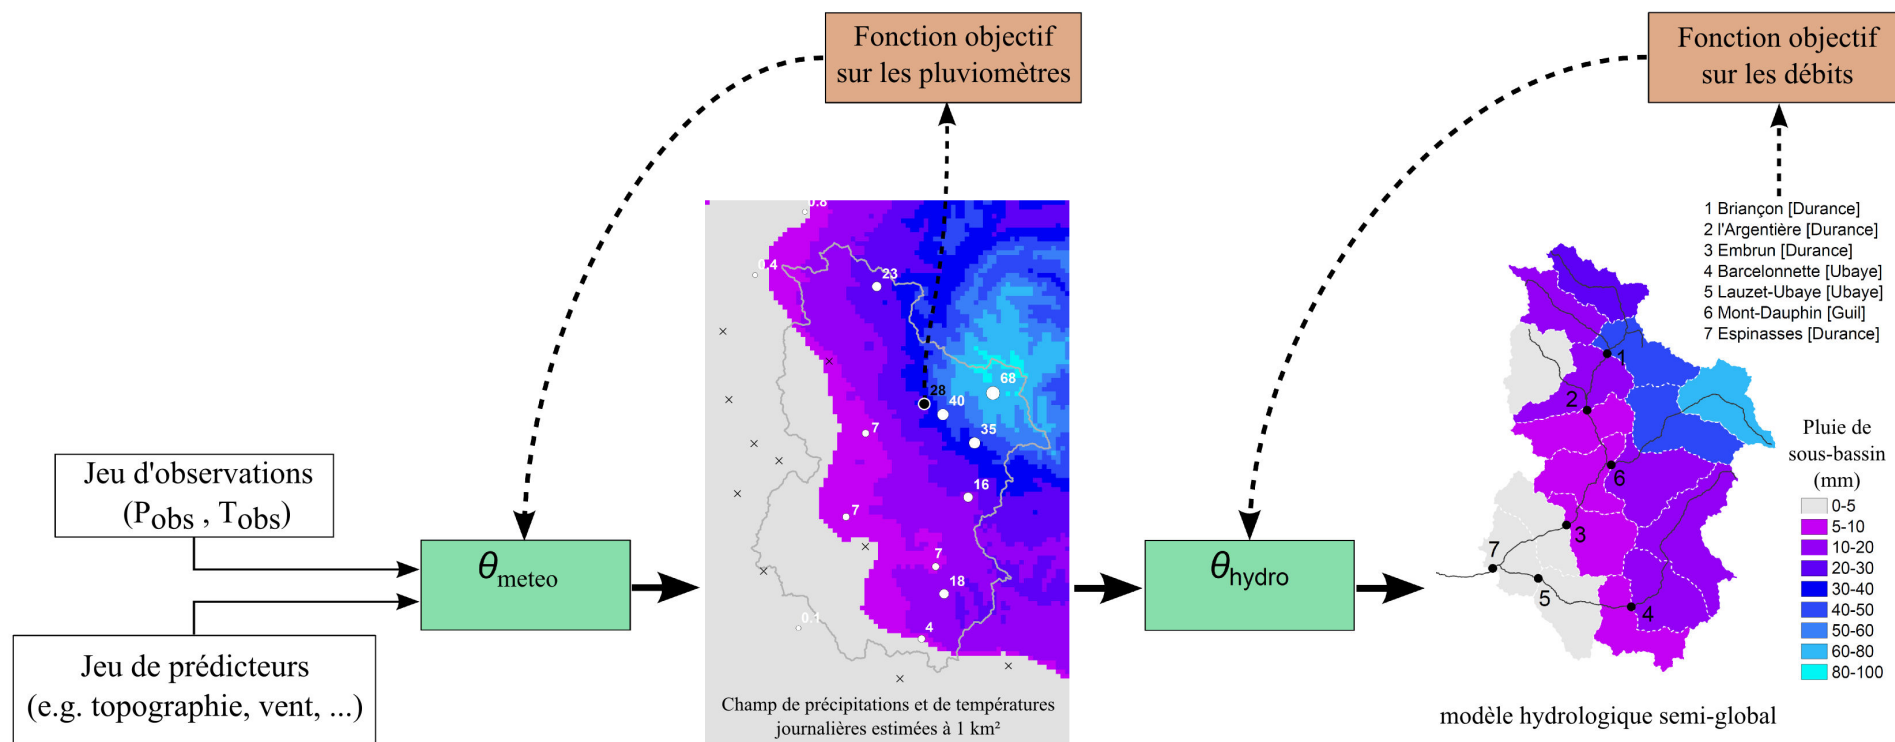 Fonction objectif
sur les pluviomètres
Fonction objectif
sur les débits
Jeu d'observations
(Pobs , Tobs)
Jeu de prédicteurs
(e.g. topographie, vent, ...)
θmeteo
0.8
0.4
23
68
28
40
35
7
16
7
7
18
0.1
4
Champ de précipitations et de températures
journalières estimées à 1 km²
θhydro
1 Briançon [Durance]
2 l'Argentière [Durance]
3 Embrun [Durance]
4 Barcelonnette [Ubaye]
5 Lauzet-Ubaye [Ubaye]
6 Mont-Dauphin [Guil]
7 Espinasses [Durance]
1
2
6
3
7
5
4
Pluie de
sous-bassin
(mm)
0-5
5-10
10-20
20-30
30-40
40-50
50-60
60-80
80-100
modèle hydrologique semi-global